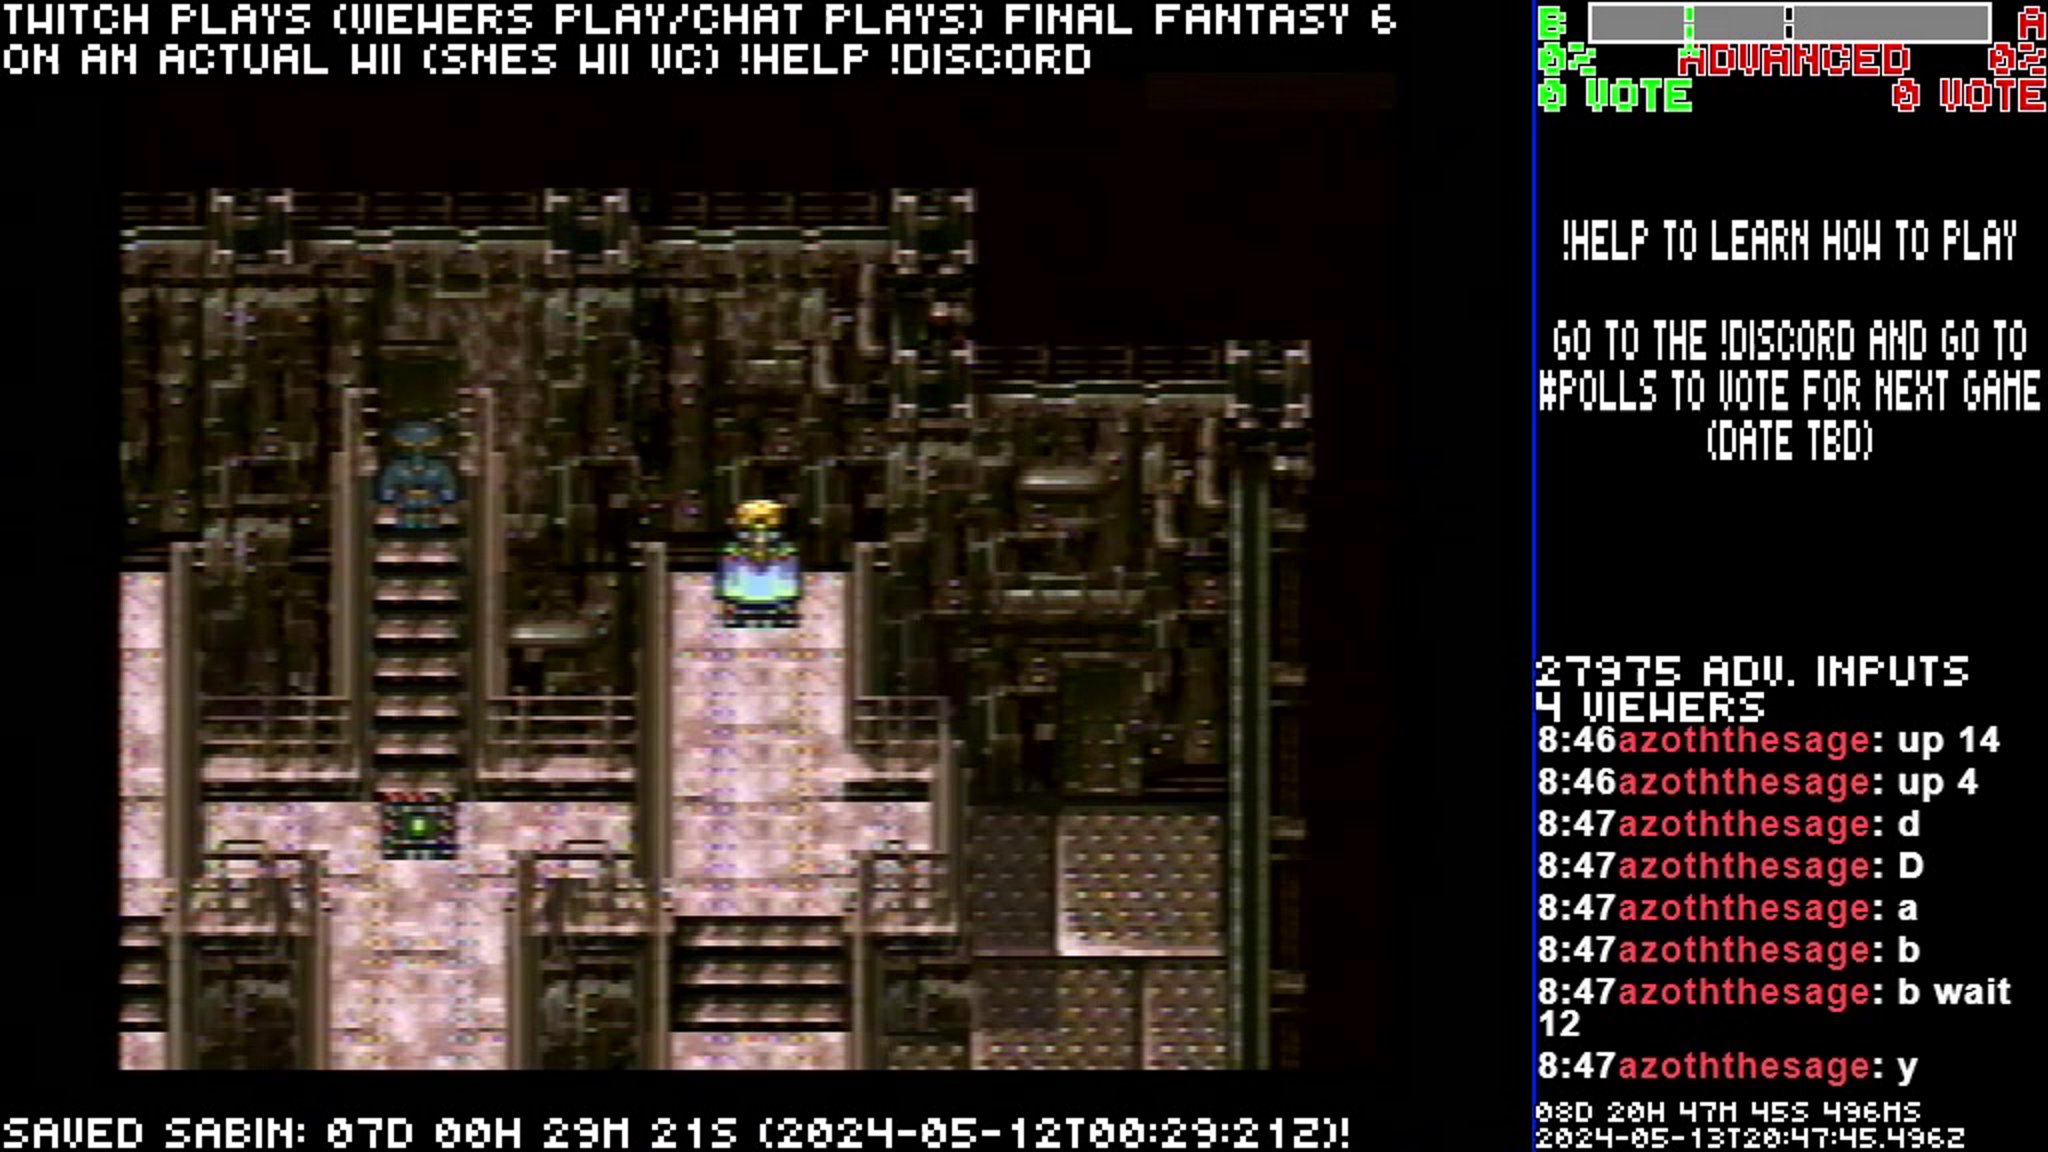 TWITCH PLAYS (VIEWERS PLAY/CHAT PLAYS) FINAL FANTASY 6
ON AN ACTUAL WII (SNES WII VC) !HELP !DISCORD
B A
0% ADVANCED 0%
0 VOTE 0 VOTE
!HELP TO LEARN HOW TO PLAY
GO TO THE !DISCORD AND GO TO
#POLLS TO VOTE FOR NEXT GAME
(DATE TBD)
27975 ADV. INPUTS
4 VIEWERS
8:46azoththesage: up 14
8:46azoththesage: up 4
8:47azoththesage: d
8:47azoththesage: D
8:47azoththesage: a
8:47azoththesage: b
8:47azoththesage: b wait
12
8:47azoththesage: y
08D 20H 47M 45S 496MS
2024-05-13T20:47:45.496Z
SAVED SABIN: 07D 00H 29M 21S (2024-05-12T00:29:21Z)!